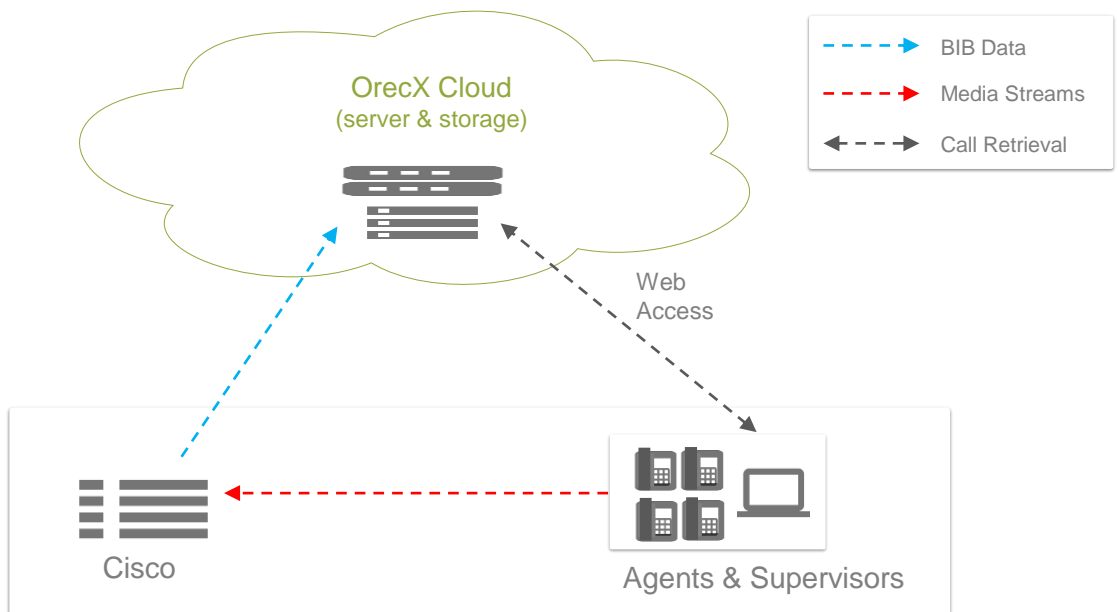 OrecX Cloud
(server & storage)
BIB Data
Media Streams
Call Retrieval
Web
Access
Cisco
Agents & Supervisors